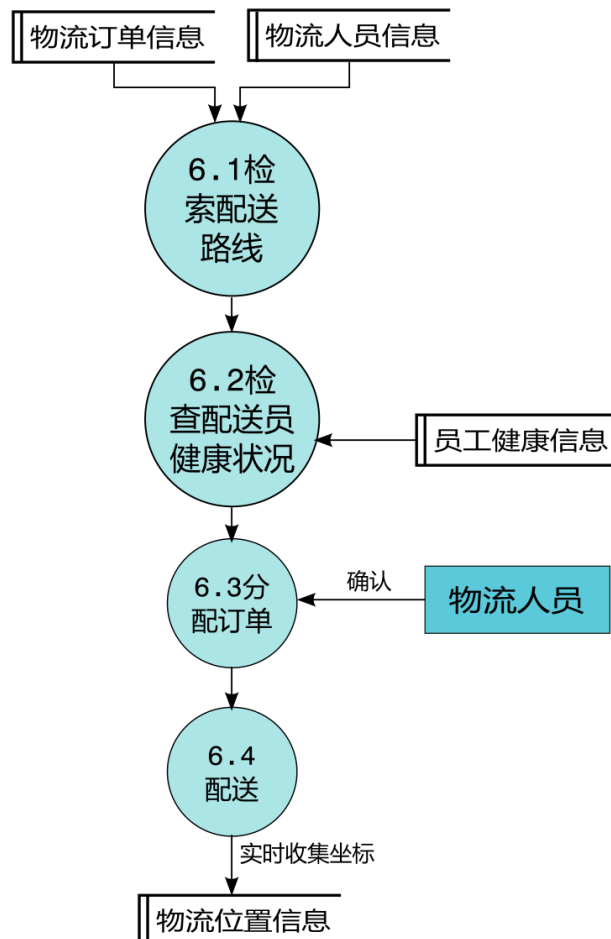 物流订单信息
物流人员信息
6.1检
索配送
路线
6.2检
查配送员
健康状况
员工健康信息
6.3分
配订单
确认
物流人员
6.4
配送
实时收集坐标
物流位置信息